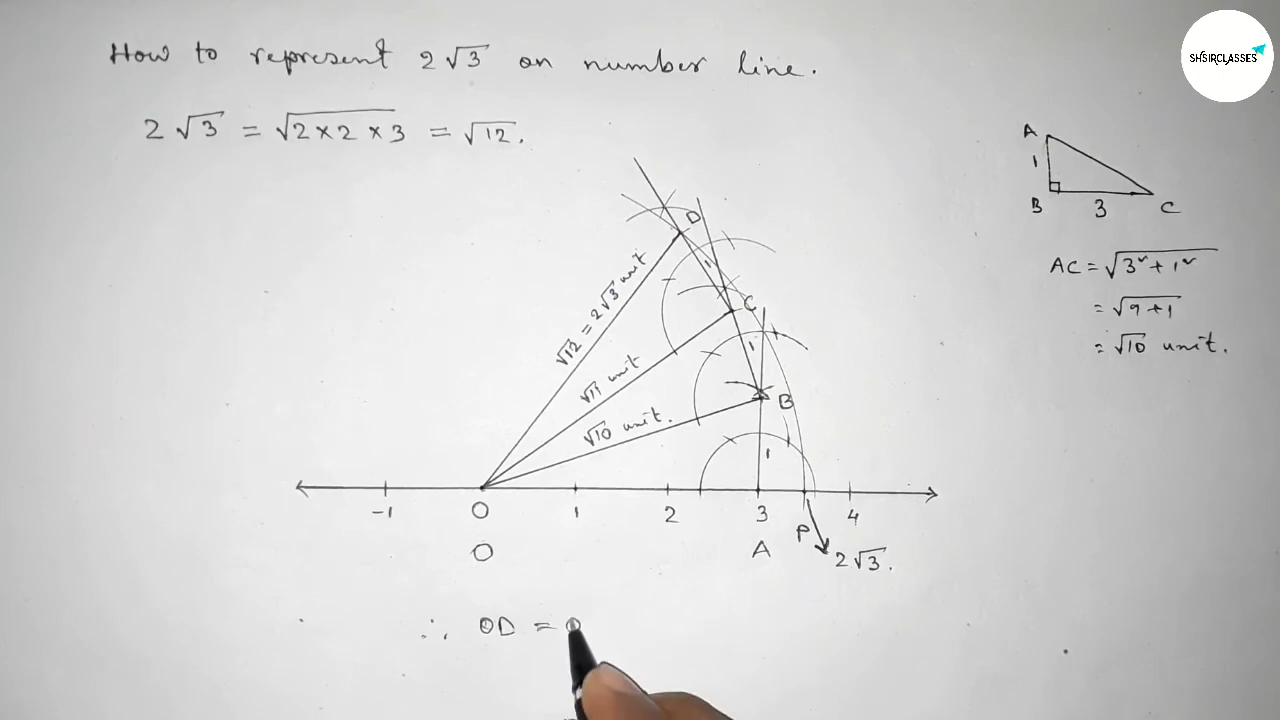 How to represent 2√3 on number line.
SHSIRCLASSES
2√3 = √2×2×3 = √12.
A
1
B 3 C
AC = √3²+1²
= √9+1
= √10 unit.
D
1
√12 = 2√3 unit
C
1
√11 unit
B
√10 unit.
1
-1 0 1 2 3 P 4
O A 2√3.
∴ OD = O